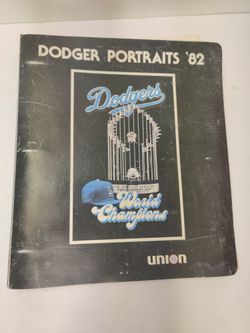 DODGER PORTRAITS '82
Dodgers
World
Champions
union